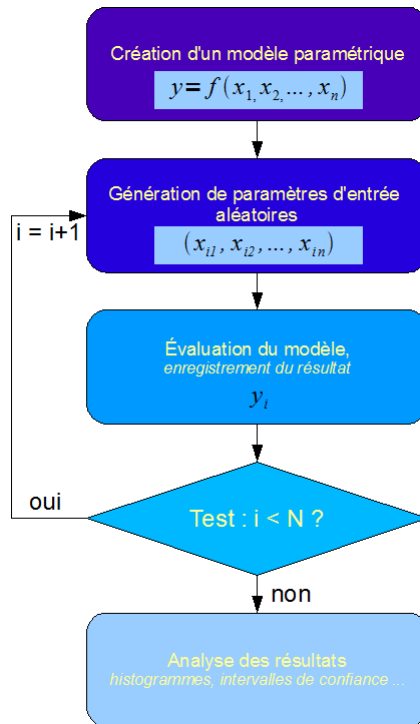 Création d'un modèle paramétrique
y = f (x₁, x₂, ... , xₙ)
Génération de paramètres d'entrée
aléatoires
i = i+1
(xᵢ₁ , xᵢ₂ , ... , xᵢₙ)
Évaluation du modèle,
enregistrement du résultat
yᵢ
oui
Test : i < N ?
non
Analyse des résultats
histogrammes, intervalles de confiance ...